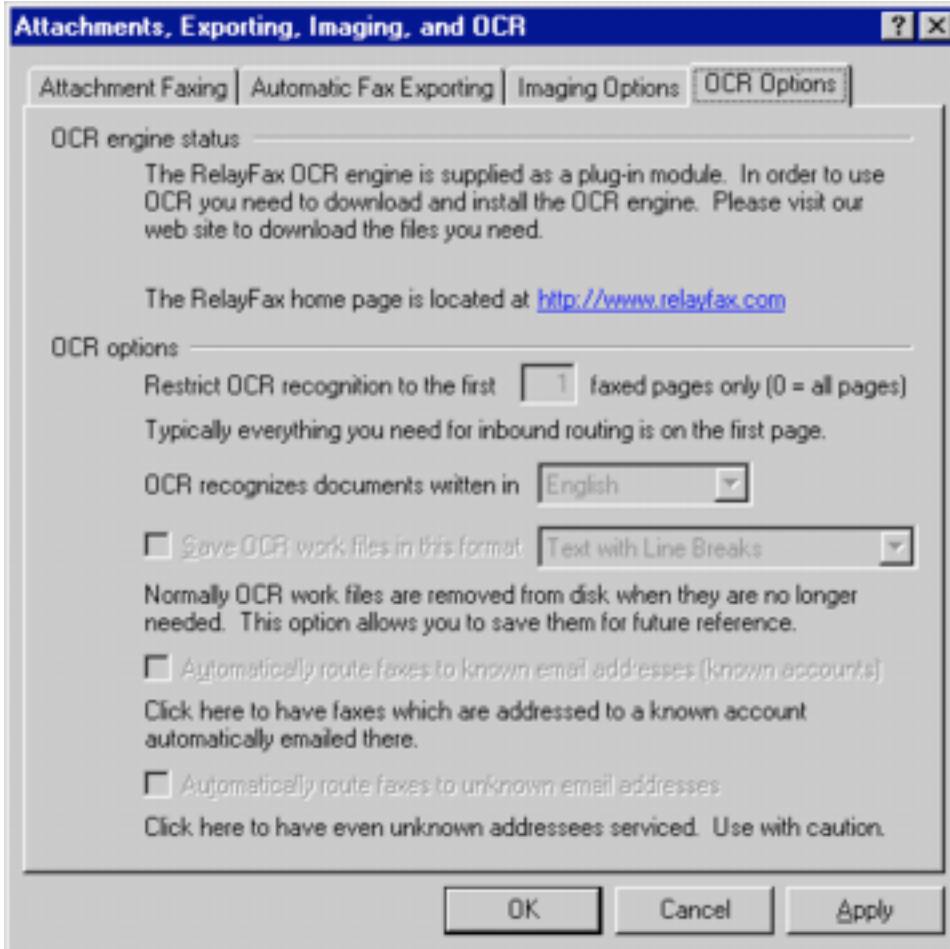 Attachments, Exporting, Imaging, and OCR
Attachment Faxing Automatic Fax Exporting Imaging Options OCR Options
OCR engine status
The RelayFax OCR engine is supplied as a plug-in module. In order to use
OCR you need to download and install the OCR engine. Please visit our
web site to download the files you need.
The RelayFax home page is located at http://www.relayfax.com
OCR options
Restrict OCR recognition to the first 1 faxed pages only (0 = all pages)
Typically everything you need for inbound routing is on the first page.
OCR recognizes documents written in English
Save OCR work files in this format Text with Line Breaks
Normally OCR work files are removed from disk when they are no longer
needed. This option allows you to save them for future reference.
Automatically route faxes to known email addresses (known accounts)
Click here to have faxes which are addressed to a known account
automatically emailed there.
Automatically route faxes to unknown email addresses
Click here to have even unknown addressees serviced. Use with caution.
OK Cancel Apply